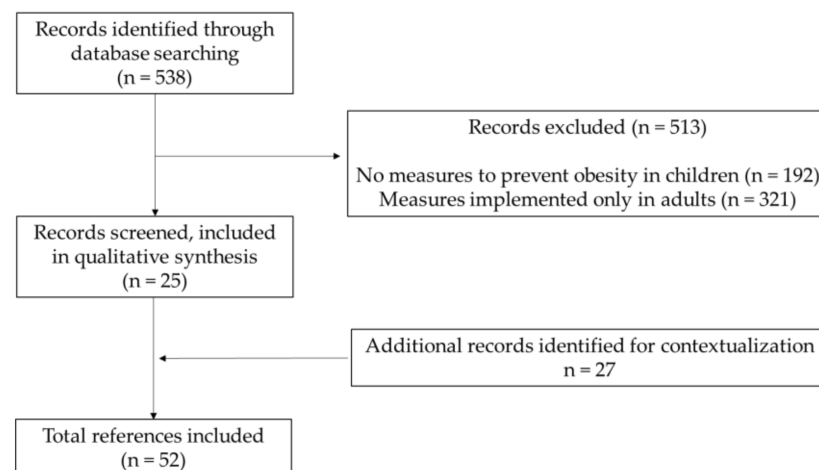 Records identified through
database searching
(n = 538)
Records excluded (n = 513)
No measures to prevent obesity in children (n = 192)
Measures implemented only in adults (n = 321)
Records screened, included
in qualitative synthesis
(n = 25)
Additional records identified for contextualization
n = 27
Total references included
(n = 52)